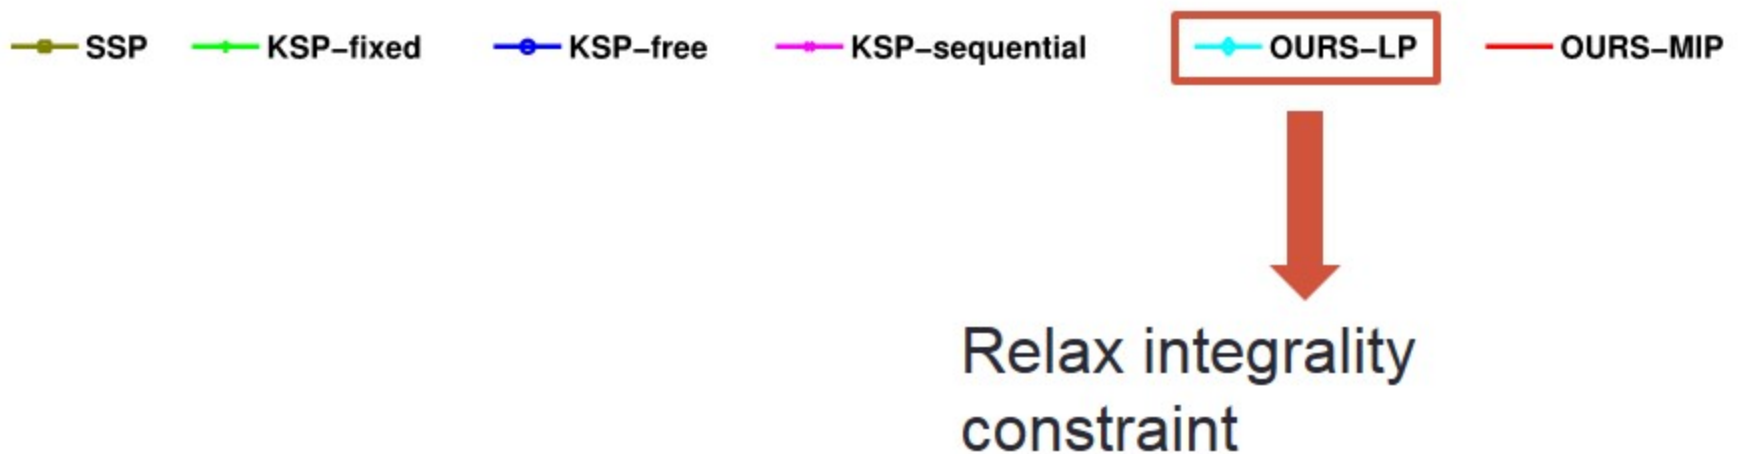 SSP KSP-fixed KSP-free KSP-sequential OURS-LP OURS-MIP
Relax integrality
constraint